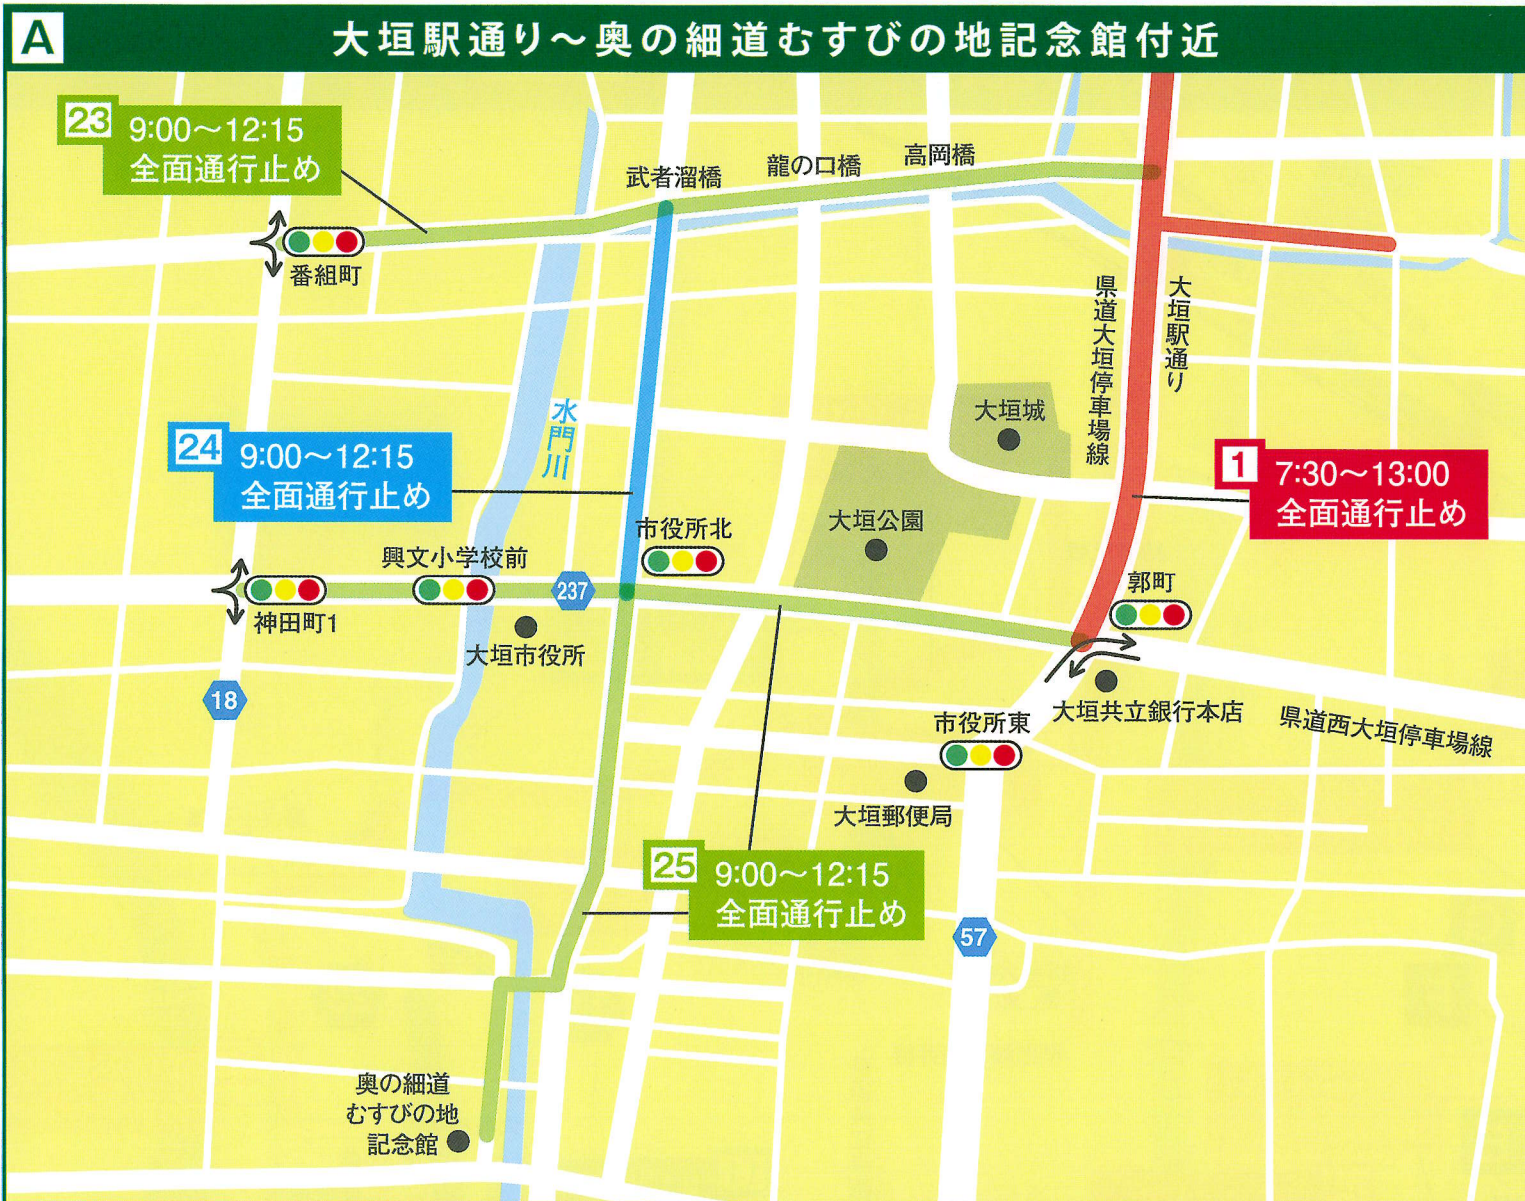 A
大垣駅通り～奥の細道むすびの地記念館付近
23
9:00～12:15
全面通行止め
武者溜橋
龍の口橋
高岡橋
番組町
県道大垣停車場線
大垣駅通り
水門川
大垣城
24
9:00～12:15
全面通行止め
1
7:30～13:00
全面通行止め
市役所北
大垣公園
興文小学校前
237
郭町
神田町1
大垣市役所
18
市役所東
大垣共立銀行本店
県道西大垣停車場線
大垣郵便局
25
9:00～12:15
全面通行止め
57
奥の細道
むすびの地
記念館